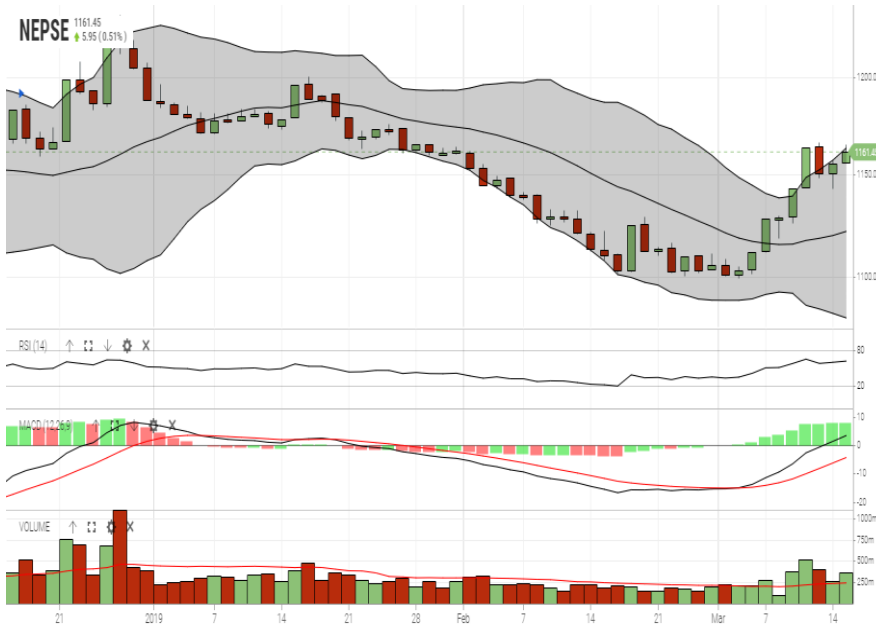 NEPSE 1161.45
5.95 (0.51%)
1200.0
1161.45
1150.0
1100.0
RSI (14)
80
20
MACD (12,26,9)
10
0
-10
-20
VOLUME
1000m
750m
500m
250m
21 2019 7 14 21 28 Feb 7 14 21 Mar 7 14